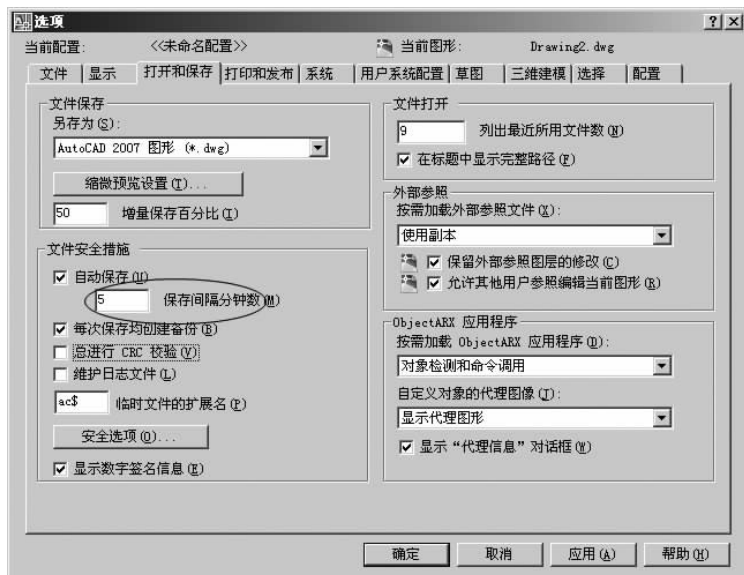 选项
当前配置: <<未命名配置>> 当前图形: Drawing2.dwg
文件 显示 打开和保存 打印和发布 系统 用户系统配置 草图 三维建模 选择 配置
文件保存
另存为(S):
AutoCAD 2007 图形 (*.dwg)
缩微预览设置(T)...
50 增量保存百分比(I)
文件安全措施
自动保存(U)
5 保存间隔分钟数(M)
每次保存均创建备份(B)
总进行 CRC 校验(V)
维护日志文件(L)
ac$ 临时文件的扩展名(P)
安全选项(O)...
显示数字签名信息(E)
文件打开
9 列出最近所用文件数(N)
在标题中显示完整路径(F)
外部参照
按需加载外部参照文件(X):
使用副本
保留外部参照图层的修改(C)
允许其他用户参照编辑当前图形(R)
ObjectARX 应用程序
按需加载 ObjectARX 应用程序(D):
对象检测和命令调用
自定义对象的代理图像(J):
显示代理图形
显示“代理信息”对话框(W)
确定 取消 应用(A) 帮助(H)